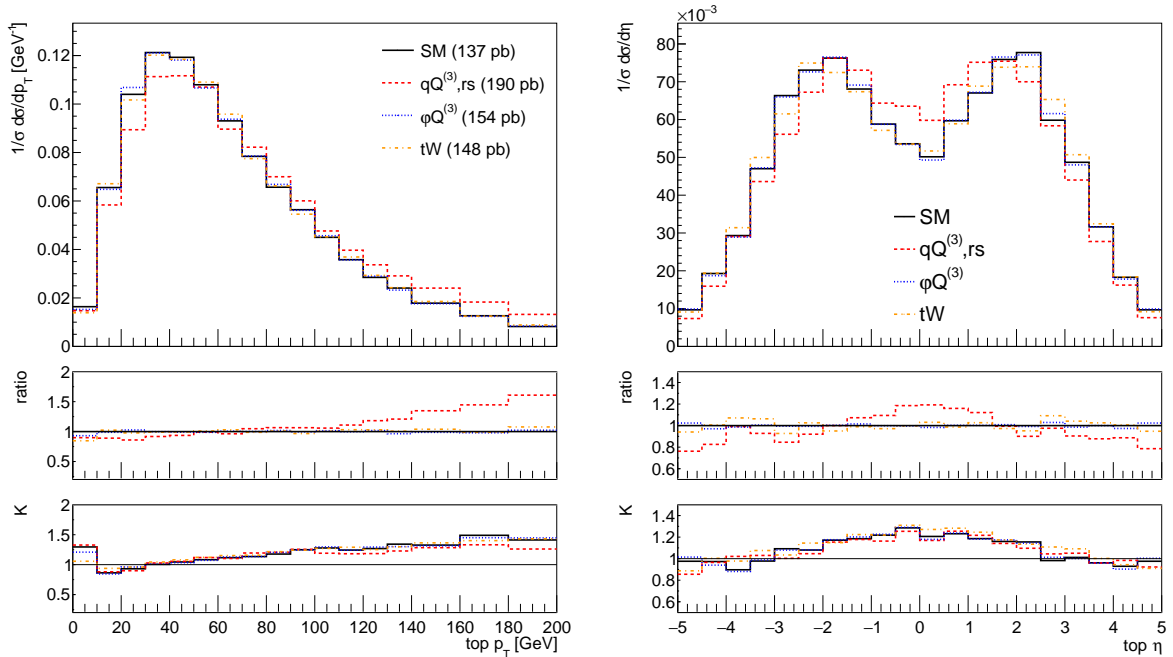 1/σ dσ/dp_T [GeV⁻¹]
0.12
0.1
0.08
0.06
0.04
0.02
0
SM (137 pb)
qQ⁽³⁾,rs (190 pb)
φQ⁽³⁾ (154 pb)
tW (148 pb)
ratio
2
1.5
1
0.5
K
2
1.5
1
0.5
0 20 40 60 80 100 120 140 160 180 200
top p_T [GeV]
×10⁻³
1/σ dσ/dη
80
60
40
20
0
SM
qQ⁽³⁾,rs
φQ⁽³⁾
tW
ratio
1.4
1.2
1
0.8
0.6
K
1.4
1.2
1
0.8
0.6
−5 −4 −3 −2 −1 0 1 2 3 4 5
top η